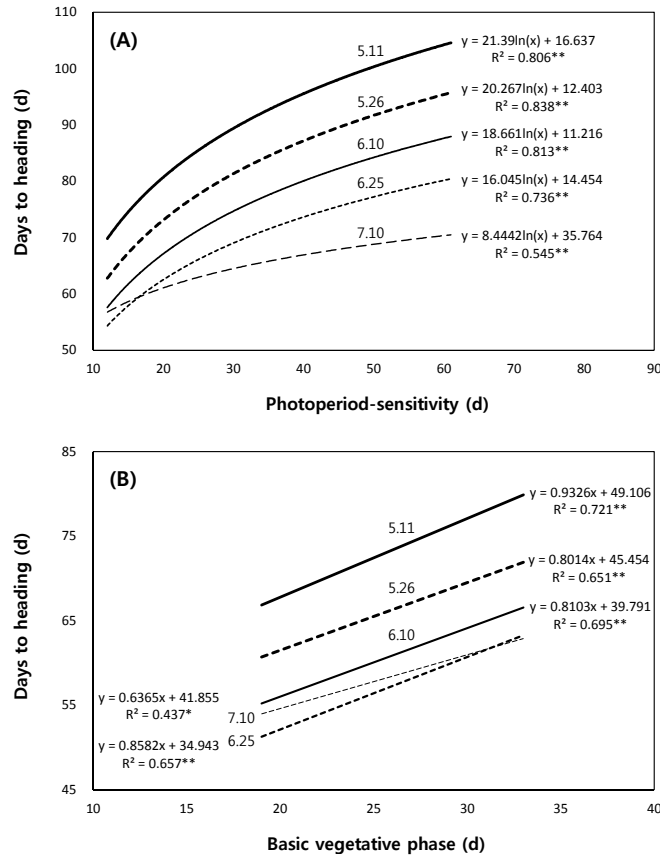 110
100
90
80
70
60
50
Days to heading (d)
(A)
5.11
5.26
6.10
6.25
7.10
y = 21.39ln(x) + 16.637
R² = 0.806**
y = 20.267ln(x) + 12.403
R² = 0.838**
y = 18.661ln(x) + 11.216
R² = 0.813**
y = 16.045ln(x) + 14.454
R² = 0.736**
y = 8.4442ln(x) + 35.764
R² = 0.545**
10 20 30 40 50 60 70 80 90
Photoperiod-sensitivity (d)
85
75
65
55
45
Days to heading (d)
(B)
5.11
5.26
6.10
7.10
6.25
y = 0.9326x + 49.106
R² = 0.721**
y = 0.8014x + 45.454
R² = 0.651**
y = 0.8103x + 39.791
R² = 0.695**
y = 0.6365x + 41.855
R² = 0.437*
y = 0.8582x + 34.943
R² = 0.657**
10 20 30 40
Basic vegetative phase (d)